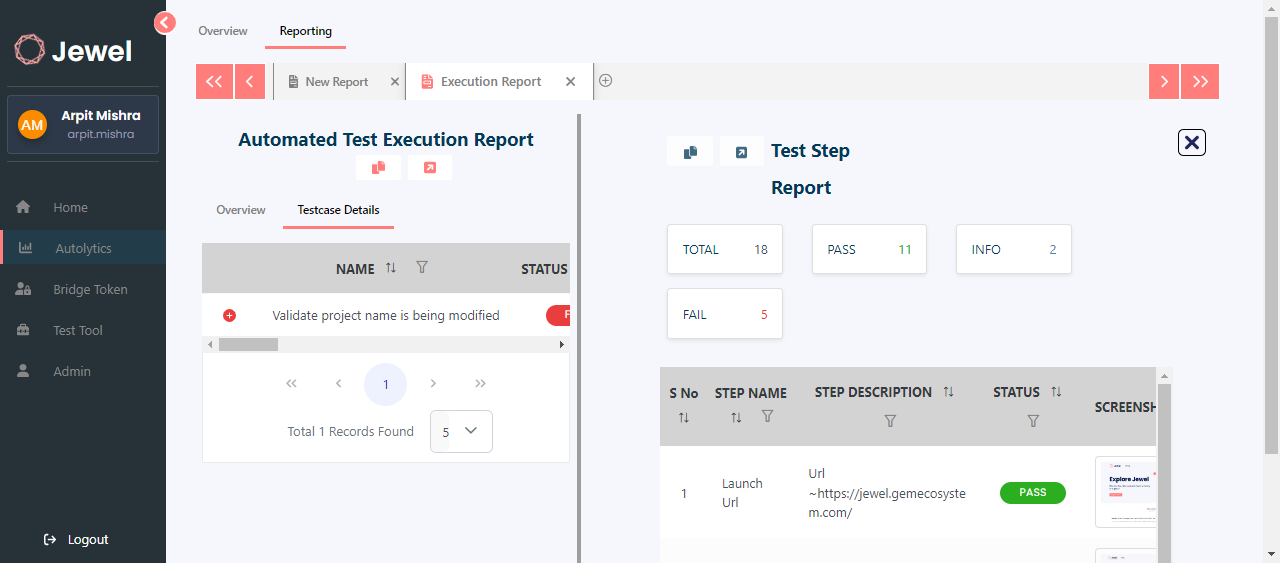 Jewel
AM
Arpit Mishra
arpit.mishra
Home
Autolytics
Bridge Token
Test Tool
Admin
Logout
Overview
Reporting
New Report
Execution Report
Automated Test Execution Report
Overview
Testcase Details
NAME
STATUS
Validate project name is being modified
1
Total 1 Records Found
5
Test Step
Report
TOTAL 18
PASS 11
INFO 2
FAIL 5
S No
STEP NAME
STEP DESCRIPTION
STATUS
SCREENSH
1
Launch
Url
Url
~https://jewel.gemecosyste
m.com/
PASS
Explore Jewel